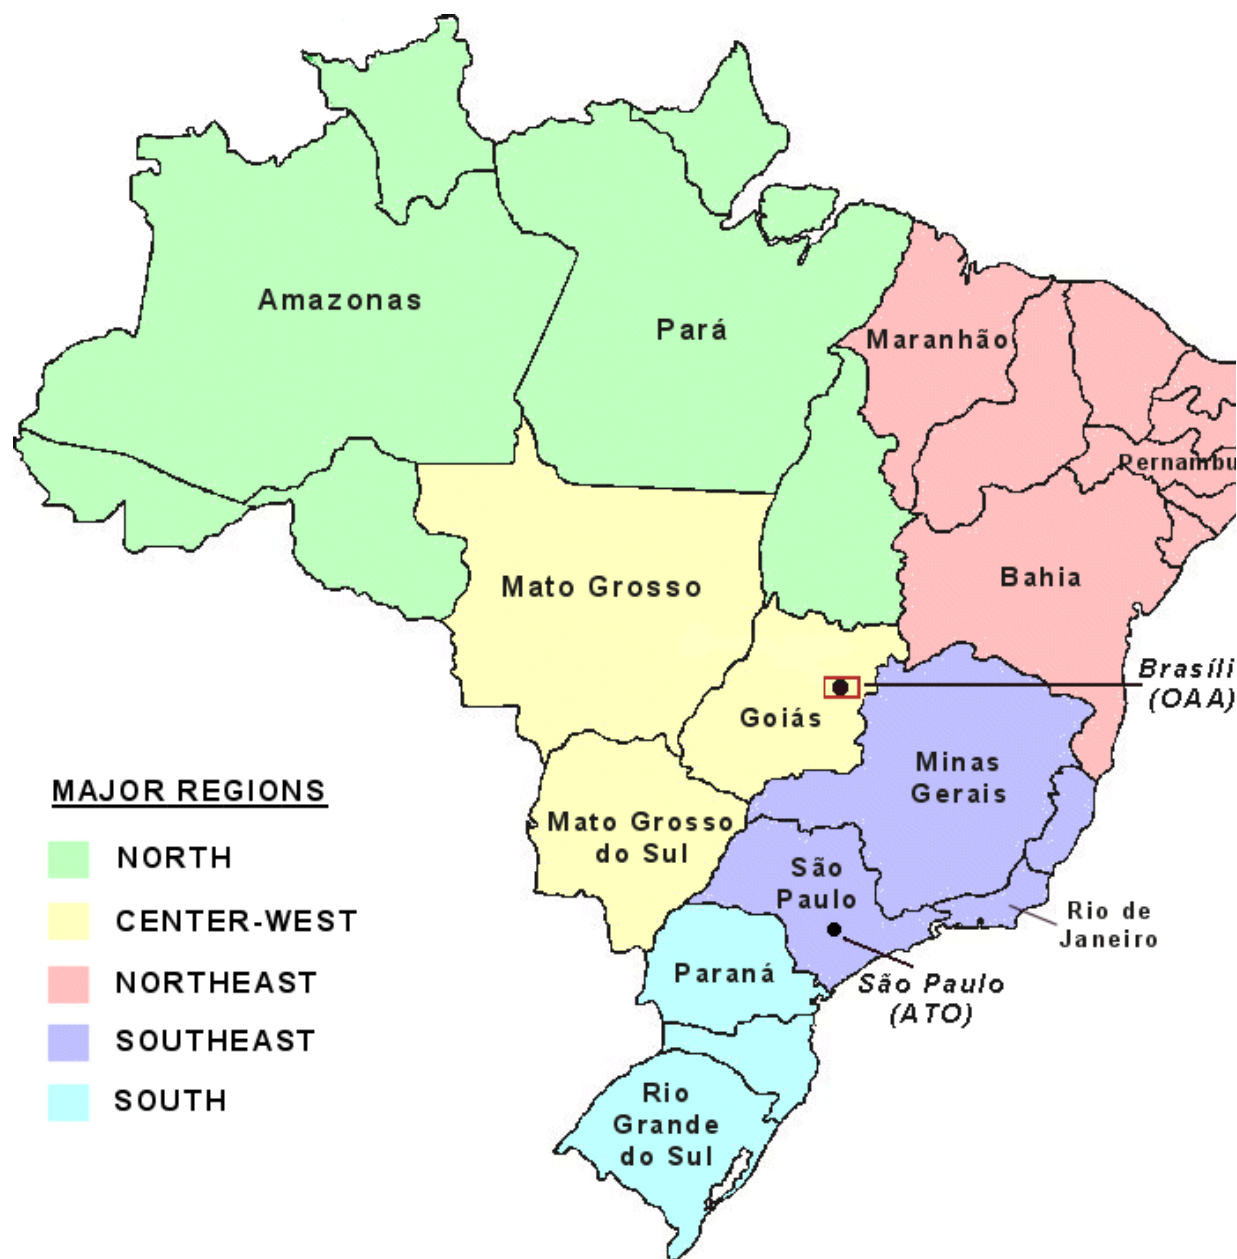 Amazonas
Pará
Maranhão
Pernambu
Mato Grosso
Bahia
Brasíli
(OAA)
Goiás
Minas
Gerais
MAJOR REGIONS
NORTH
CENTER-WEST
NORTHEAST
SOUTHEAST
SOUTH
Mato Grosso
do Sul
São
Paulo
Rio de
Janeiro
Paraná
São Paulo
(ATO)
Rio
Grande
do Sul